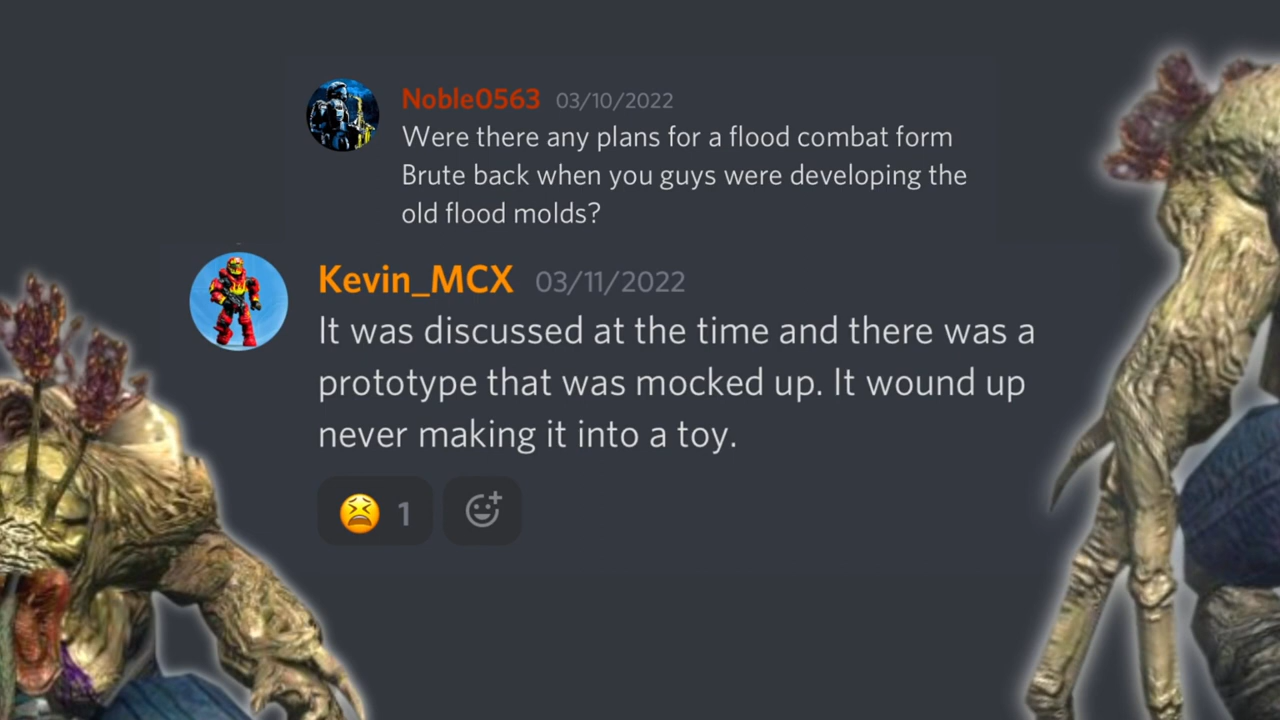 Noble0563 03/10/2022
Were there any plans for a flood combat form
Brute back when you guys were developing the
old flood molds?
Kevin_MCX 03/11/2022
It was discussed at the time and there was a
prototype that was mocked up. It wound up
never making it into a toy.
1